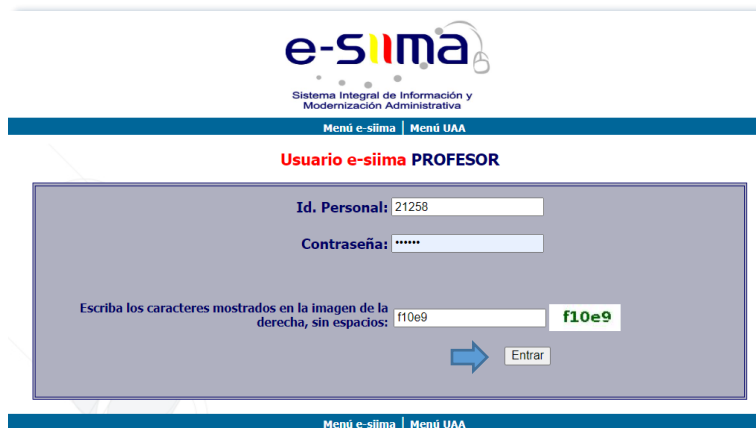 e-siima
Sistema Integral de Información y
Modernización Administrativa
Menú e-siima | Menú UAA
Usuario e-siima PROFESOR
Id. Personal: 21258
Contraseña: ••••••
Escriba los caracteres mostrados en la imagen de la
derecha, sin espacios: f10e9 f10e9
Entrar
Menú e-siima | Menú UAA